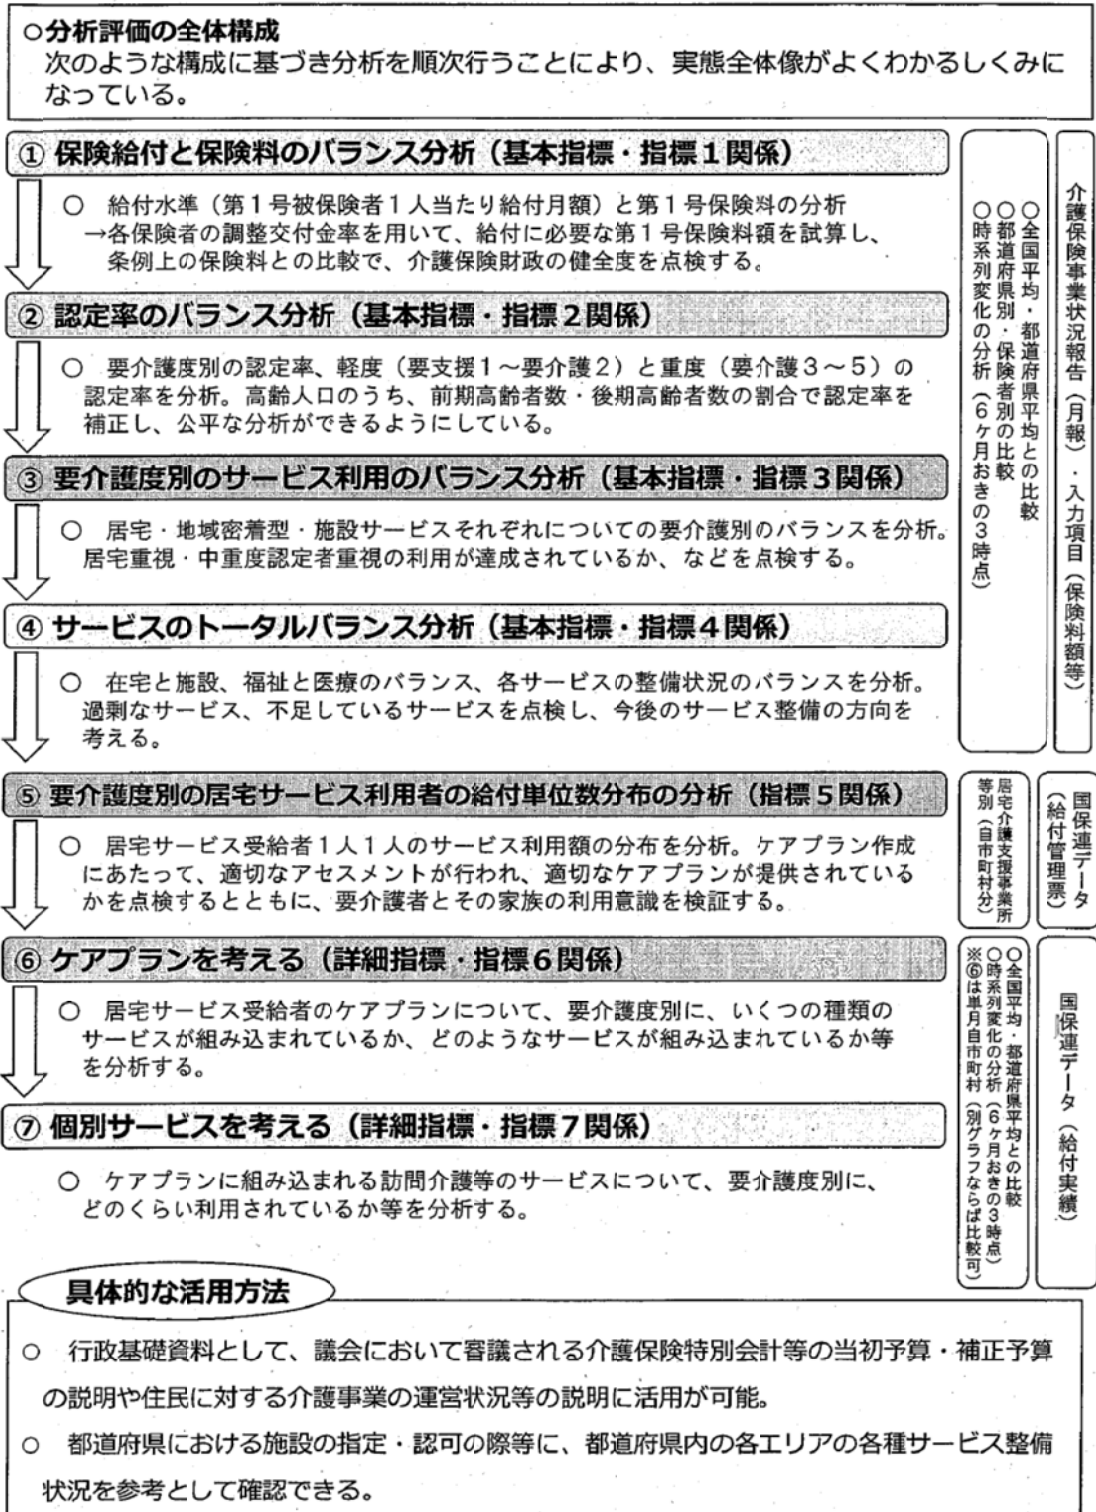 ○分析評価の全体構成
次のような構成に基づき分析を順次行うことにより、実態全体像がよくわかるしくみに
なっている。
① 保険給付と保険料のバランス分析（基本指標・指標１関係）
○　給付水準（第１号被保険者１人当たり給付月額）と第１号保険料の分析
→各保険者の調整交付金率を用いて、給付に必要な第１号保険料額を試算し、
条例上の保険料との比較で、介護保険財政の健全度を点検する。
② 認定率のバランス分析（基本指標・指標２関係）
○　要介護度別の認定率、軽度（要支援１～要介護２）と重度（要介護３～５）の
認定率を分析。高齢人口のうち、前期高齢者数・後期高齢者数の割合で認定率を
補正し、公平な分析ができるようにしている。
③ 要介護度別のサービス利用のバランス分析（基本指標・指標３関係）
○　居宅・地域密着型・施設サービスそれぞれについての要介護別のバランスを分析。
居宅重視・中重度認定者重視の利用が達成されているか、などを点検する。
④ サービスのトータルバランス分析（基本指標・指標４関係）
○　在宅と施設、福祉と医療のバランス、各サービスの整備状況のバランスを分析。
過剰なサービス、不足しているサービスを点検し、今後のサービス整備の方向を
考える。
○全国平均・都道府県平均との比較
○都道府県別・保険者別の比較
○時系列変化の分析（６ヶ月おきの３時点）
介護保険事業状況報告（月報）・入力項目（保険料額等）
⑤ 要介護度別の居宅サービス利用者の給付単位数分布の分析（指標５関係）
○　居宅サービス受給者１人１人のサービス利用額の分布を分析。ケアプラン作成
にあたって、適切なアセスメントが行われ、適切なケアプランが提供されている
かを点検するとともに、要介護者とその家族の利用意識を検証する。
居宅介護支援事業所
等別（自市町村分）
国保連データ
（給付管理票）
⑥ ケアプランを考える（詳細指標・指標６関係）
○　居宅サービス受給者のケアプランについて、要介護度別に、いくつの種類の
サービスが組み込まれているか、どのようなサービスが組み込まれているか等
を分析する。
⑦ 個別サービスを考える（詳細指標・指標７関係）
○　ケアプランに組み込まれる訪問介護等のサービスについて、要介護度別に、
どのくらい利用されているか等を分析する。
○全国平均・都道府県平均との比較
○時系列変化の分析（６ヶ月おきの３時点）
※⑥は単月自市町村（別グラフならば比較可）
国保連データ（給付実績）
具体的な活用方法
○　行政基礎資料として、議会において審議される介護保険特別会計等の当初予算・補正予算
の説明や住民に対する介護事業の運営状況等の説明に活用が可能。
○　都道府県における施設の指定・認可の際等に、都道府県内の各エリアの各種サービス整備
状況を参考として確認できる。